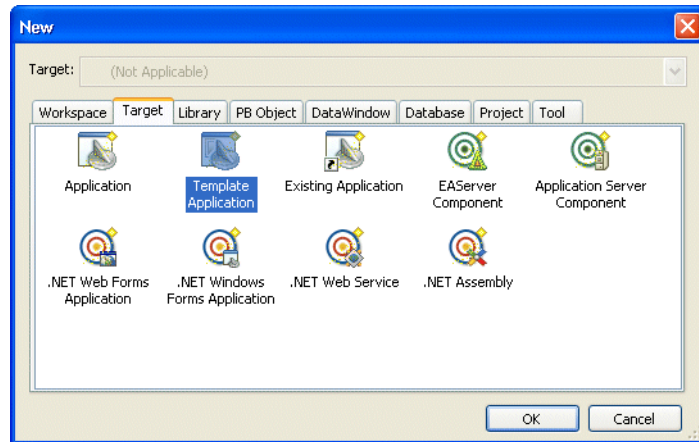 New
Target: (Not Applicable)
Workspace Target Library PB Object DataWindow Database Project Tool
Application
Template
Application
Existing Application
EAServer
Component
Application Server
Component
.NET Web Forms
Application
.NET Windows
Forms Application
.NET Web Service
.NET Assembly
OK Cancel